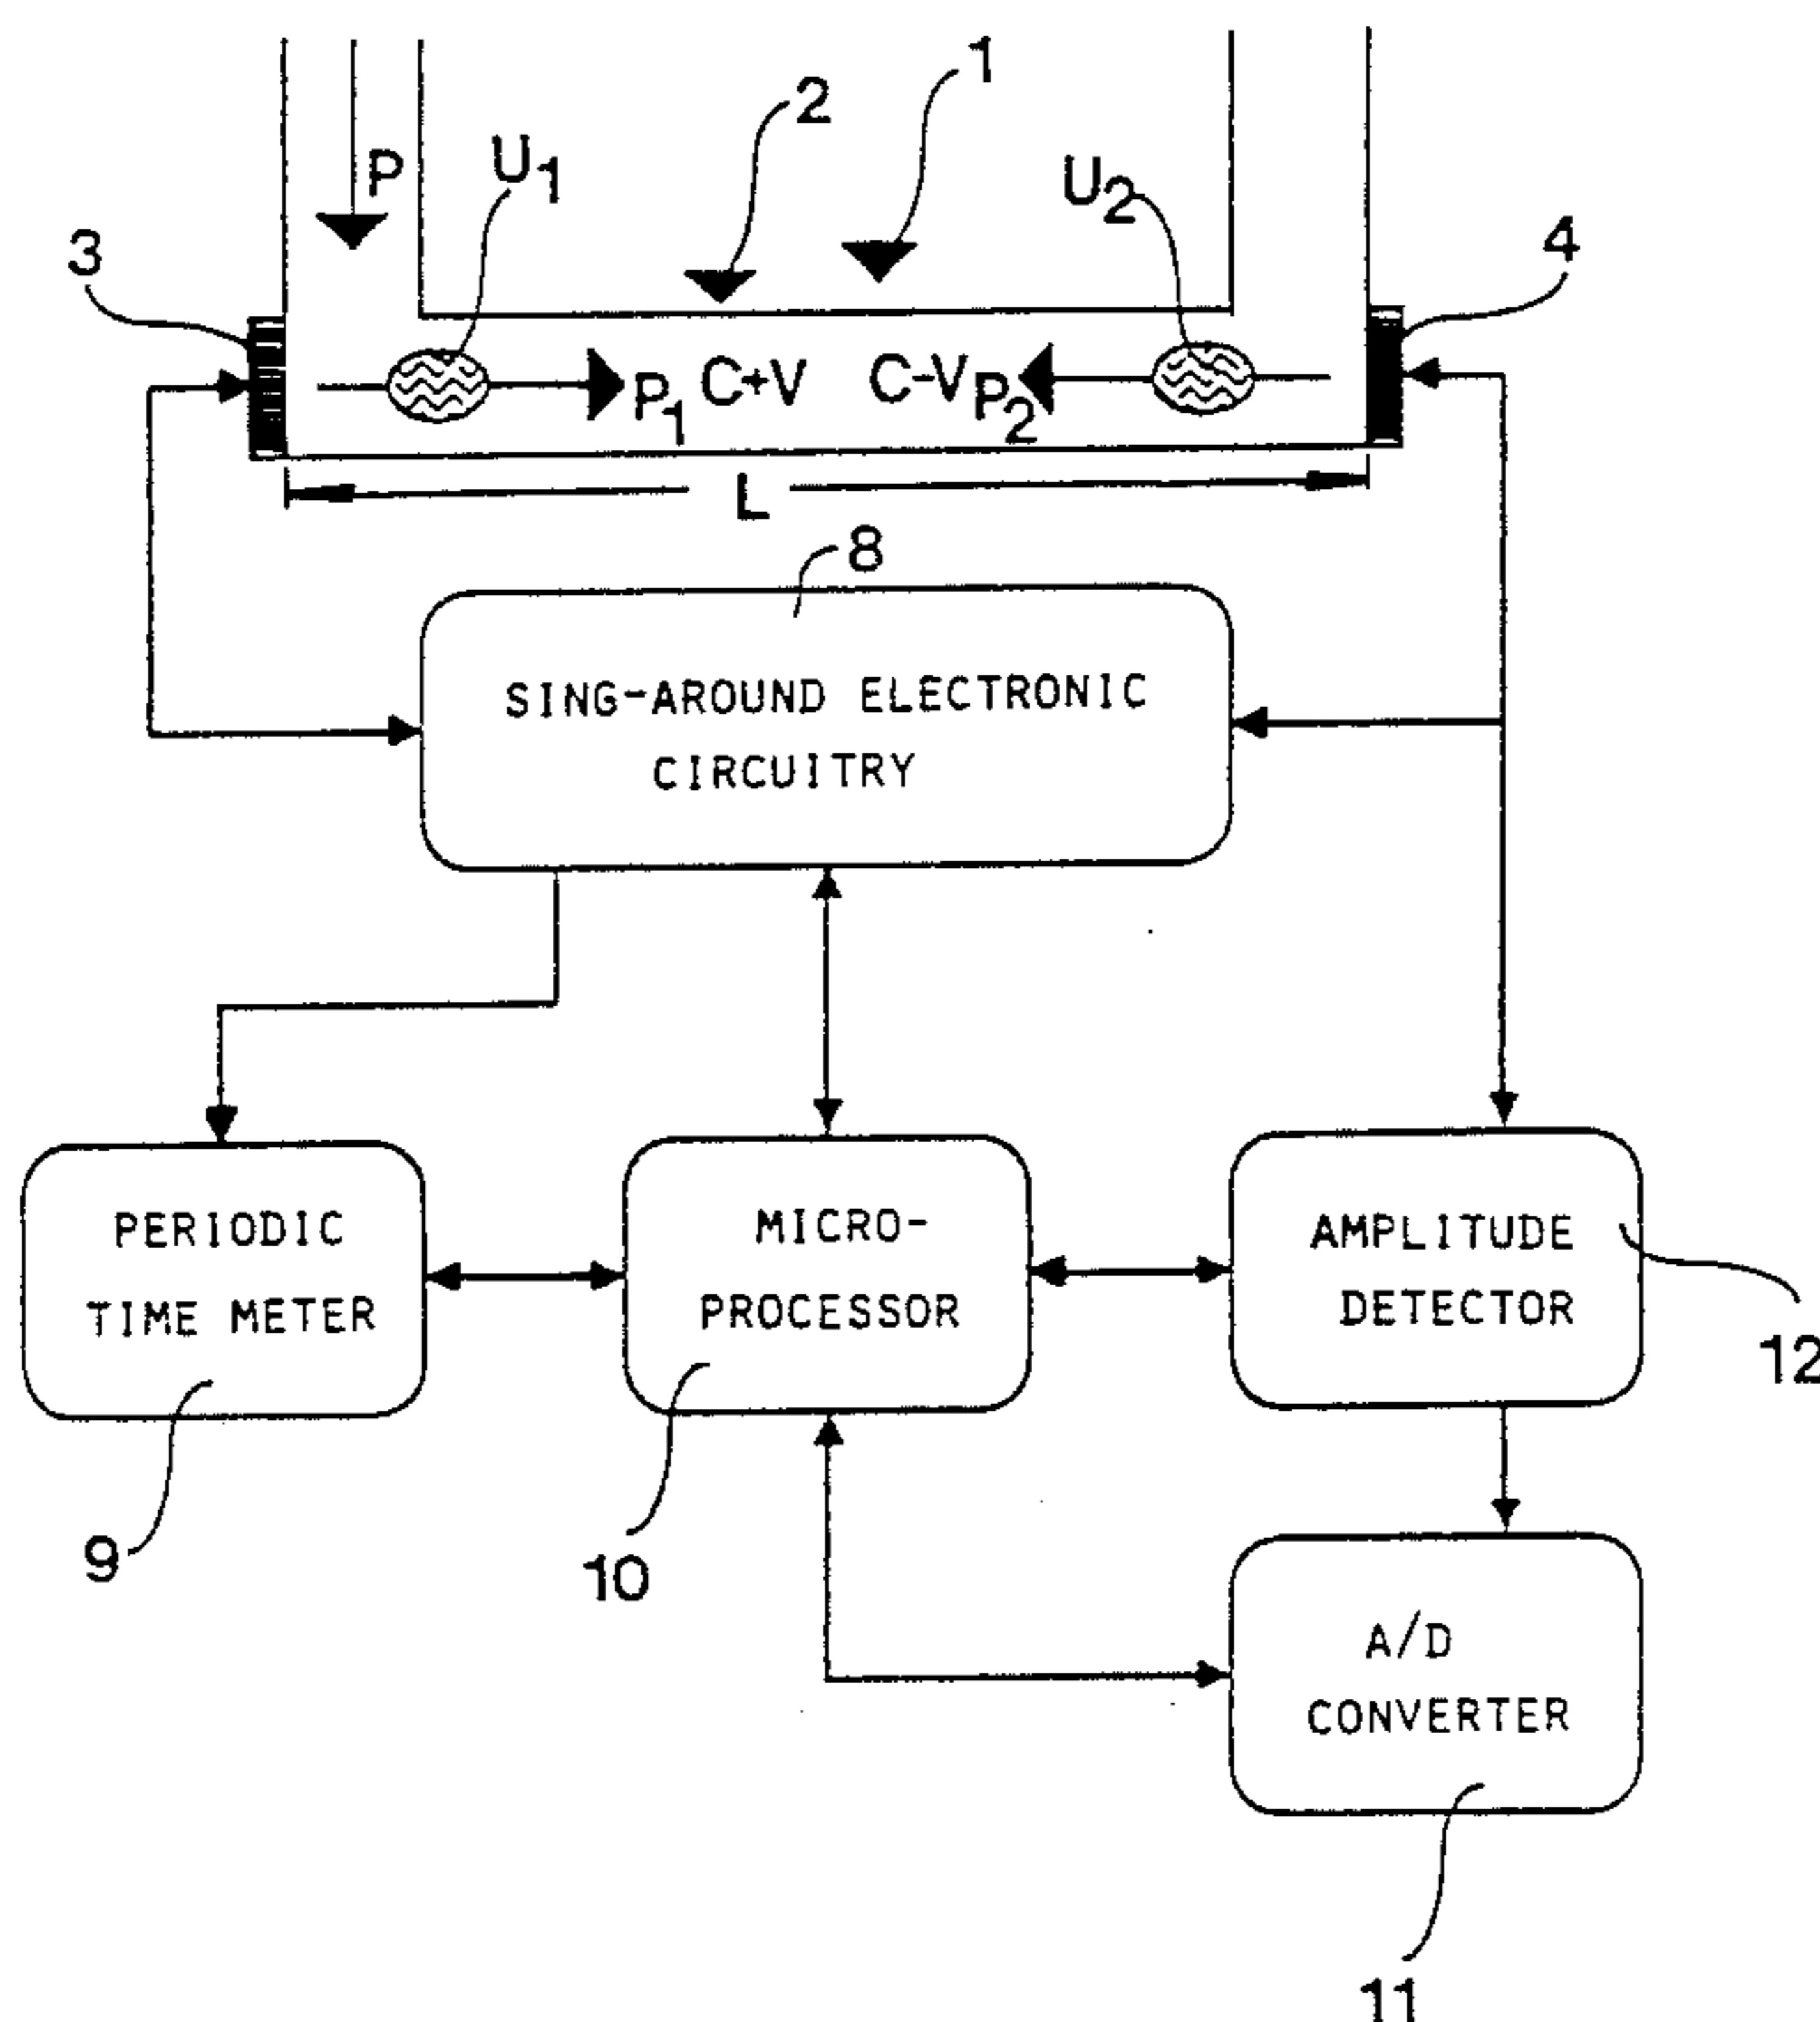 1
2
P
U1
U2
3
4
P1
C+V
C-V
P2
L
8
SING-AROUND ELECTRONIC
CIRCUITRY
PERIODIC
TIME METER
MICRO-
PROCESSOR
AMPLITUDE
DETECTOR
12
9
10
A/D
CONVERTER
11